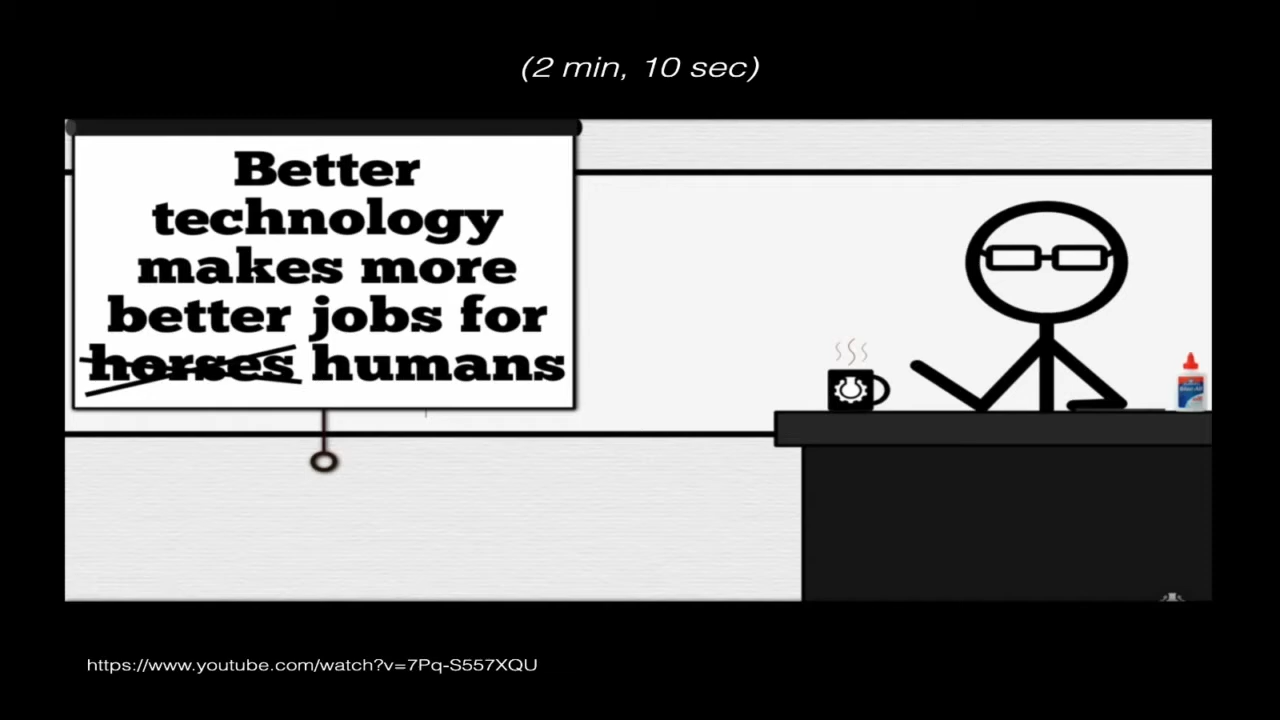 (2 min, 10 sec)
Better
technology
makes more
better jobs for
horses humans
https://www.youtube.com/watch?v=7Pq-S557XQU